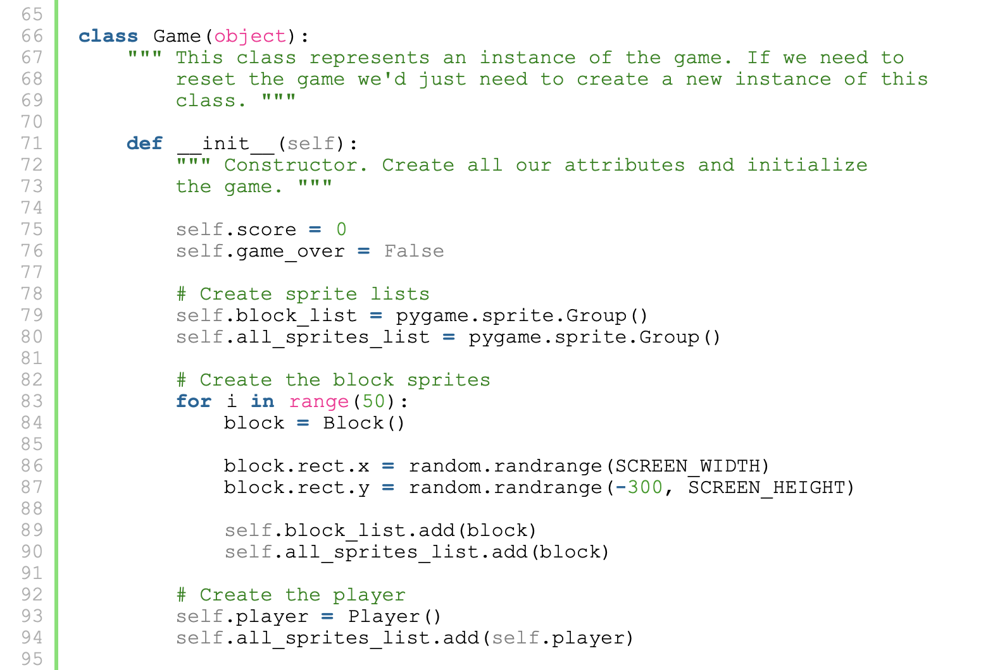 65
66 class Game(object):
67     """ This class represents an instance of the game. If we need to
68         reset the game we'd just need to create a new instance of this
69         class. """
70
71     def __init__(self):
72         """ Constructor. Create all our attributes and initialize
73         the game. """
74
75         self.score = 0
76         self.game_over = False
77
78         # Create sprite lists
79         self.block_list = pygame.sprite.Group()
80         self.all_sprites_list = pygame.sprite.Group()
81
82         # Create the block sprites
83         for i in range(50):
84             block = Block()
85
86             block.rect.x = random.randrange(SCREEN_WIDTH)
87             block.rect.y = random.randrange(-300, SCREEN_HEIGHT)
88
89             self.block_list.add(block)
90             self.all_sprites_list.add(block)
91
92         # Create the player
93         self.player = Player()
94         self.all_sprites_list.add(self.player)
95